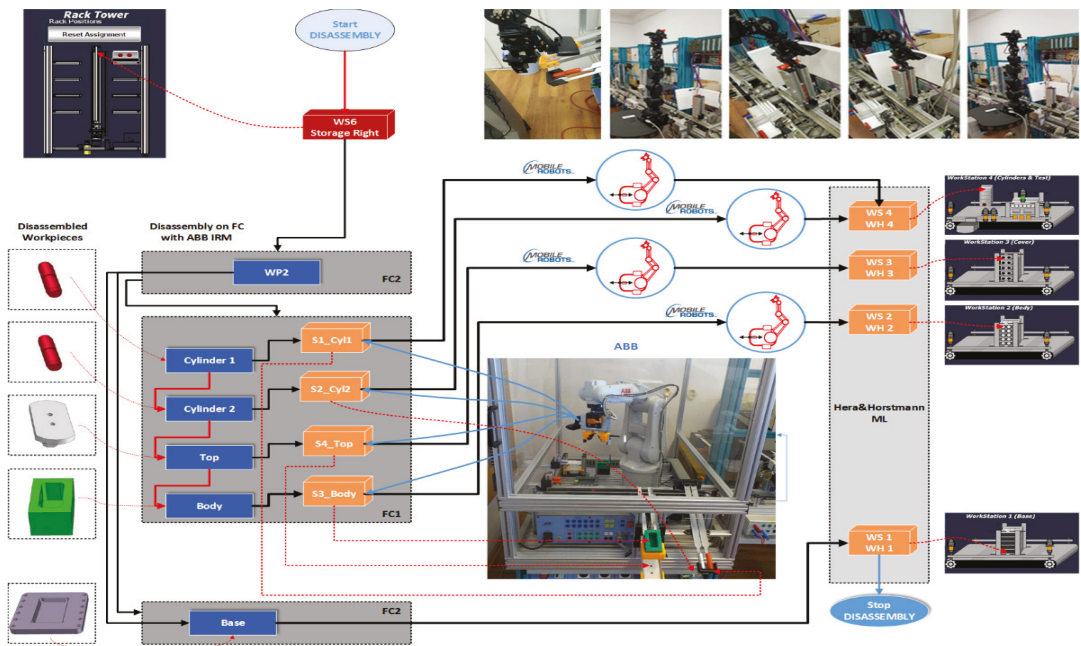 Rack Tower
Rack Positions
Reset Assignment
Start
DISASSEMBLY
WS6
Storage Right
Disassembled
Workpieces
Disassembly on FC
with ABB IRM
WP2
FC2
Cylinder 1
Cylinder 2
Top
Body
S1_Cyl1
S2_Cyl2
S4_Top
S3_Body
FC1
Base
FC2
MOBILE
ROBOTS
MOBILE
ROBOTS
MOBILE
ROBOTS
MOBILE
ROBOTS
ABB
ABB
WS 4
WH 4
WS 3
WH 3
WS 2
WH 2
Hera&Horstmann
ML
WS 1
WH 1
Stop
DISASSEMBLY
WorkStation 4 (Cylinders & Test)
WorkStation 3 (Cover)
WorkStation 2 (Body)
WorkStation 1 (Base)